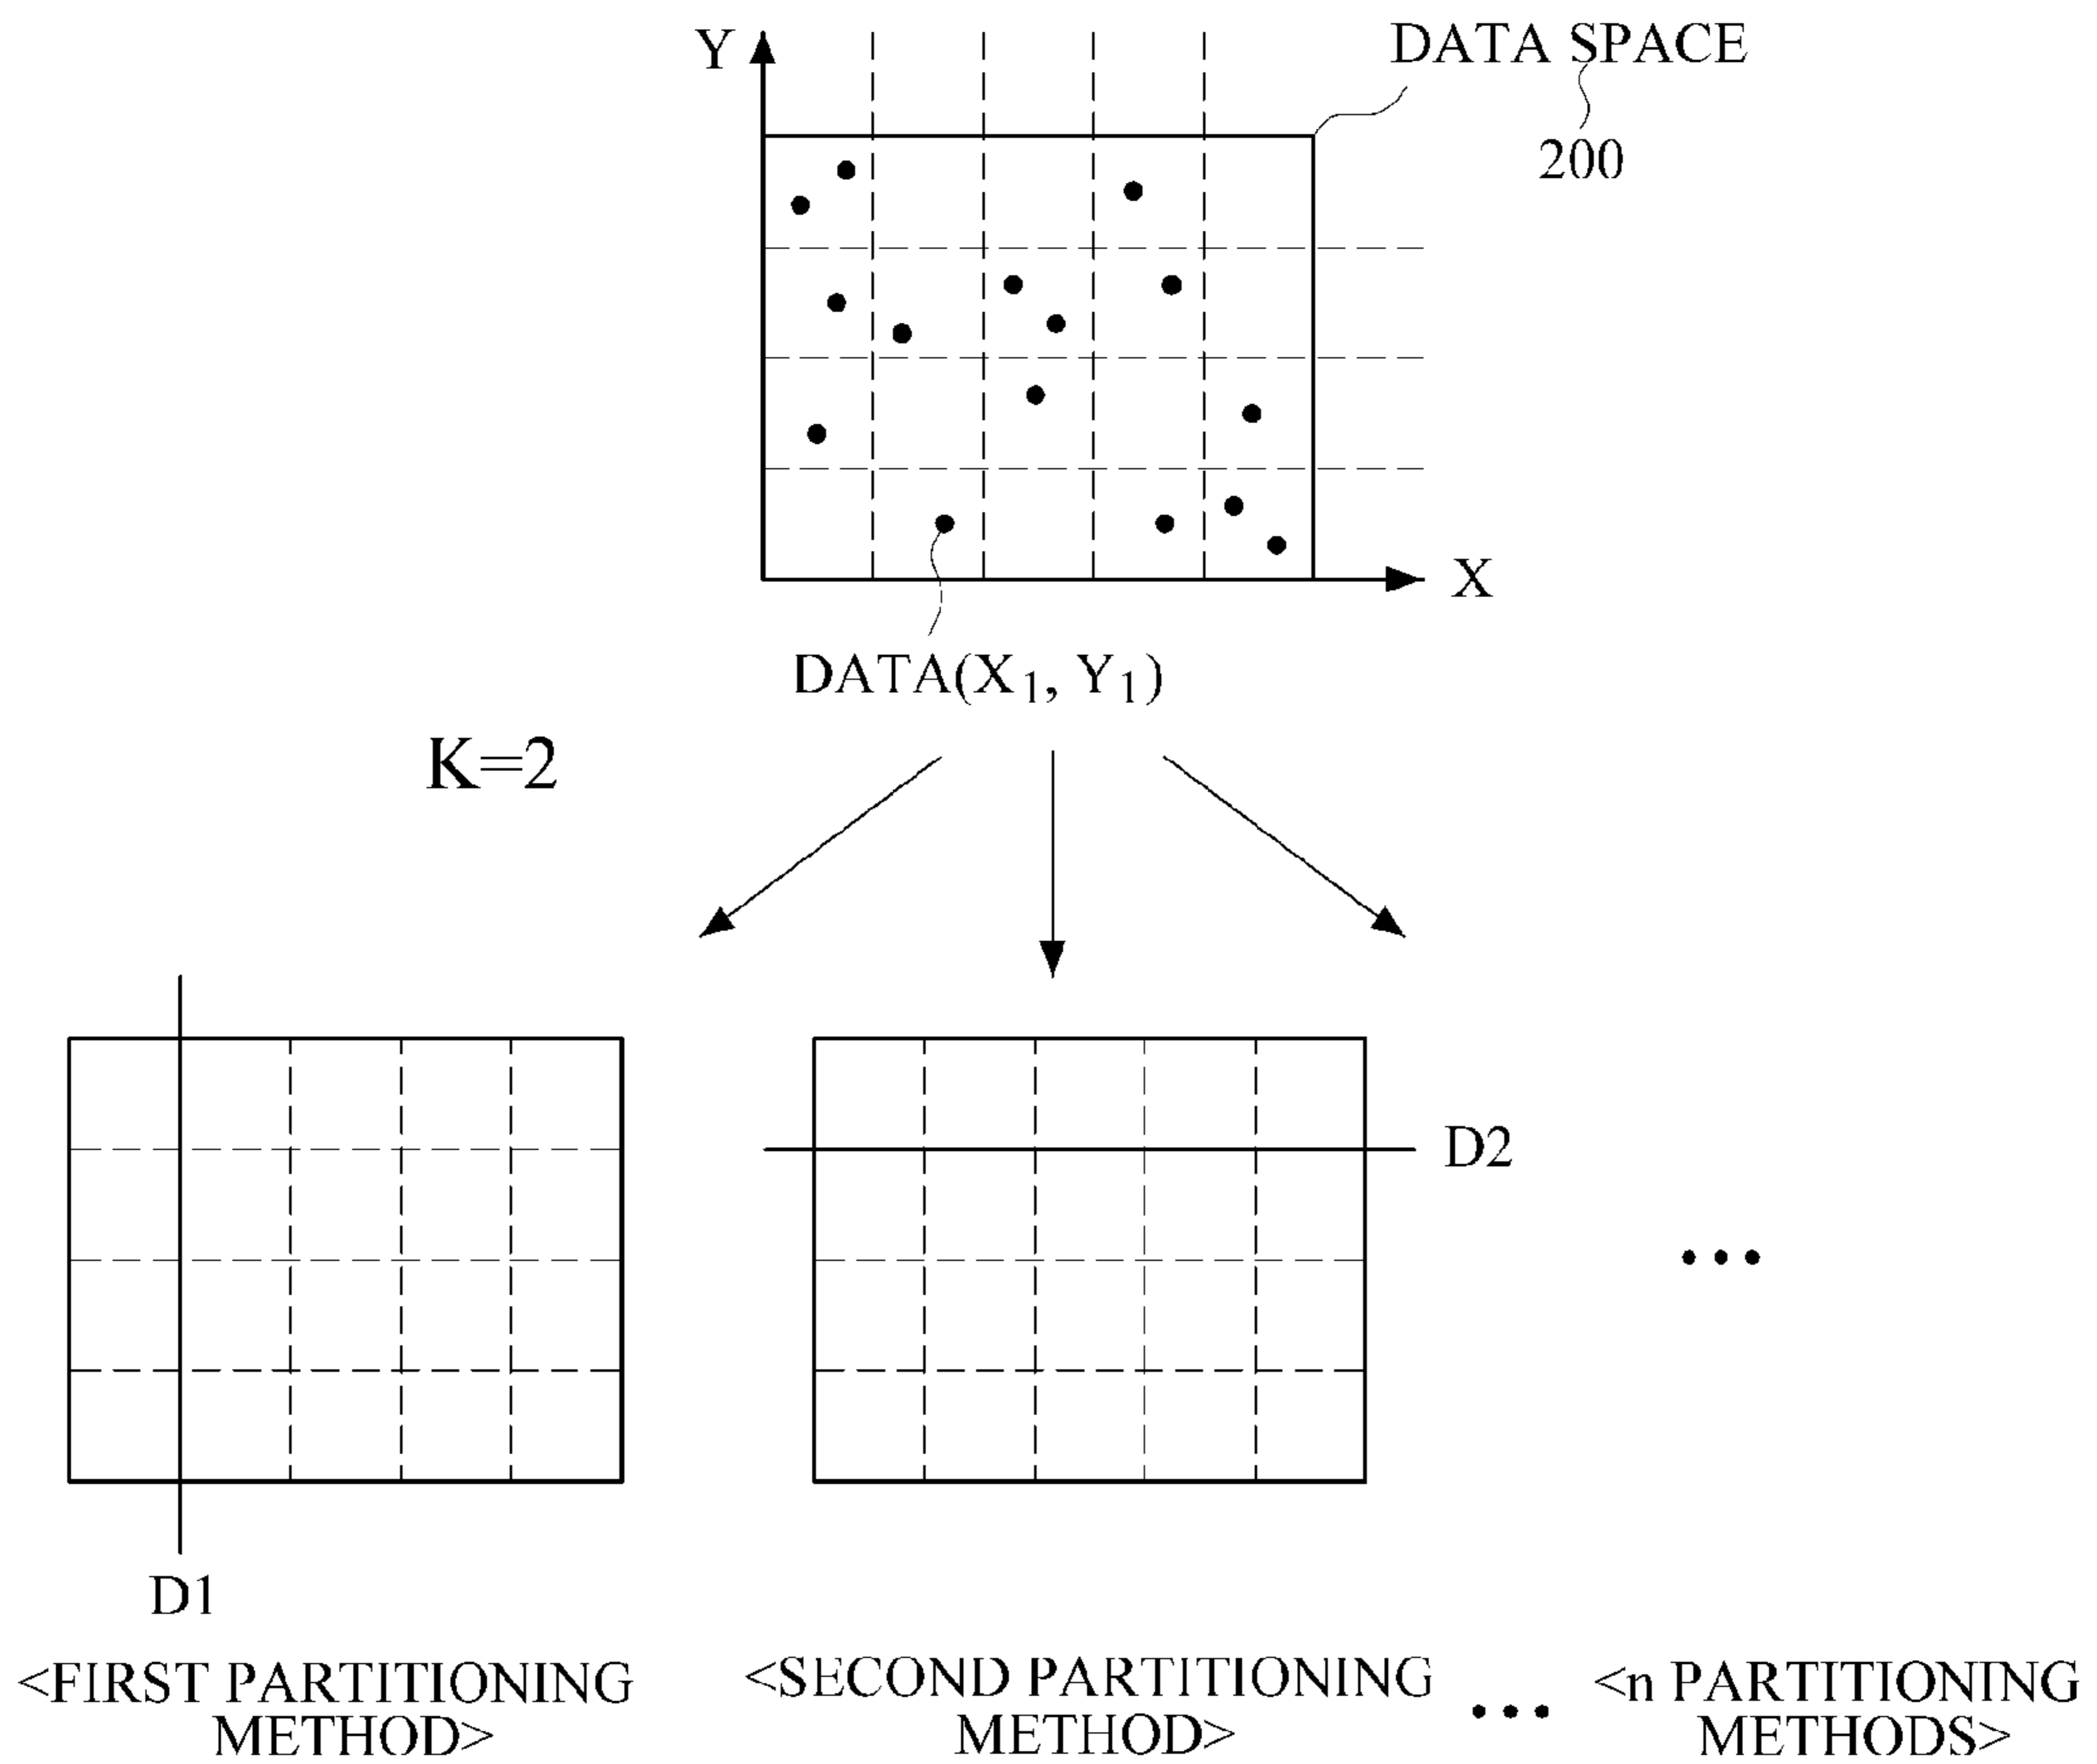 Y
DATA SPACE
200
X
DATA(X1, Y1)
K=2
D2
...
D1
<FIRST PARTITIONING
METHOD>
<SECOND PARTITIONING
METHOD>
...
<n PARTITIONING
METHODS>